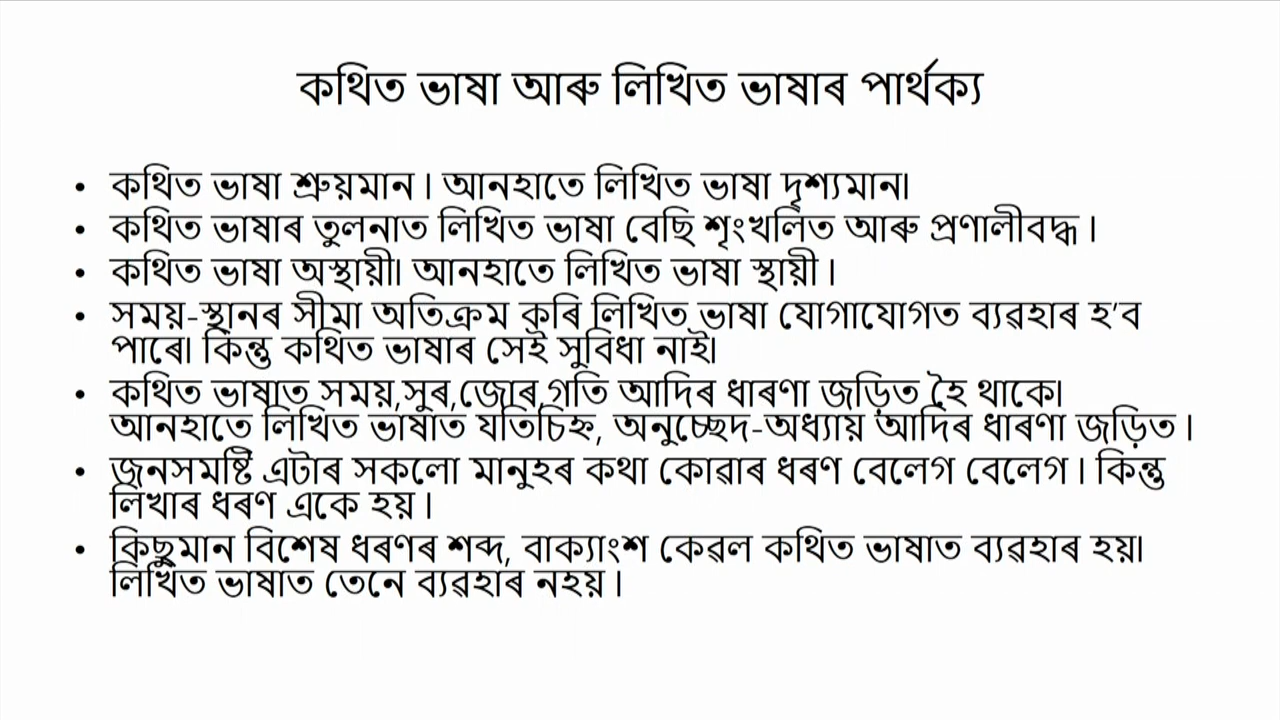 কথিত ভাষা আৰু লিখিত ভাষাৰ পাৰ্থক্য
• কথিত ভাষা শ্ৰুয়মান । আনহাতে লিখিত ভাষা দৃশ্যমান।
• কথিত ভাষাৰ তুলনাত লিখিত ভাষা বেছি শৃংখলিত আৰু প্ৰণালীবদ্ধ ।
• কথিত ভাষা অস্থায়ী। আনহাতে লিখিত ভাষা স্থায়ী ।
• সময়-স্থানৰ সীমা অতিক্ৰম কৰি লিখিত ভাষা যোগাযোগত ব্যৱহাৰ হ’ব
পাৰে। কিন্তু কথিত ভাষাৰ সেই সুবিধা নাই।
• কথিত ভাষাত সময়,সুৰ,জোৰ,গতি আদিৰ ধাৰণা জড়িত হৈ থাকে।
আনহাতে লিখিত ভাষাত যতিচিহ্ন, অনুচ্ছেদ-অধ্যায় আদিৰ ধাৰণা জড়িত ।
• জনসমষ্টি এটাৰ সকলো মানুহৰ কথা কোৱাৰ ধৰণ বেলেগ বেলেগ । কিন্তু
লিখাৰ ধৰণ একে হয় ।
• কিছুমান বিশেষ ধৰণৰ শব্দ, বাক্যাংশ কেৱল কথিত ভাষাত ব্যৱহাৰ হয়।
লিখিত ভাষাত তেনে ব্যৱহাৰ নহয় ।